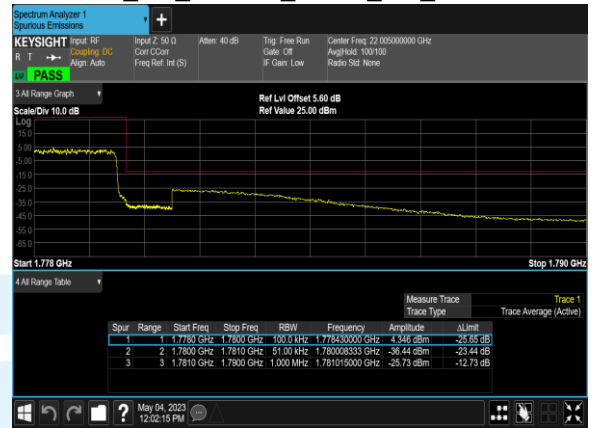 Spectrum Analyzer 1
Spurious Emissions
KEYSIGHT Input: RF
R T Coupling: DC
Align: Auto
LXI PASS
Input Z: 50 Ω
Corr CCorr
Freq Ref: Int (S)
Atten: 40 dB
Trig: Free Run
Gate: Off
IF Gain: Low
Center Freq: 22.005000000 GHz
Avg|Hold: 100/100
Radio Std: None
3 All Range Graph
Scale/Div 10.0 dB
Ref Lvl Offset 5.60 dB
Ref Value 25.00 dBm
Log
15.0
5.00
-5.00
-15.0
-25.0
-35.0
-45.0
-55.0
-65.0
Start 1.778 GHz Stop 1.790 GHz
4 All Range Table
Measure Trace Trace 1
Trace Type Trace Average (Active)
Spur Range Start Freq Stop Freq RBW Frequency Amplitude ΔLimit
1 1 1.7780 GHz 1.7800 GHz 100.0 kHz 1.778430000 GHz 4.346 dBm -25.65 dB
2 2 1.7800 GHz 1.7810 GHz 51.00 kHz 1.780008333 GHz -36.44 dBm -23.44 dB
3 3 1.7810 GHz 1.7900 GHz 1.000 MHz 1.781015000 GHz -25.73 dBm -12.73 dB
? May 04, 2023
12:02:15 PM